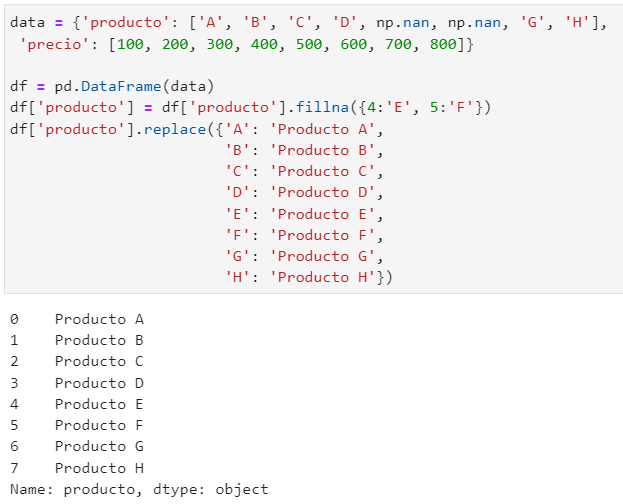 data = {'producto': ['A', 'B', 'C', 'D', np.nan, np.nan, 'G', 'H'],
 'precio': [100, 200, 300, 400, 500, 600, 700, 800]}

df = pd.DataFrame(data)
df['producto'] = df['producto'].fillna({4:'E', 5:'F'})
df['producto'].replace({'A': 'Producto A',
                        'B': 'Producto B',
                        'C': 'Producto C',
                        'D': 'Producto D',
                        'E': 'Producto E',
                        'F': 'Producto F',
                        'G': 'Producto G',
                        'H': 'Producto H'})
0    Producto A
1    Producto B
2    Producto C
3    Producto D
4    Producto E
5    Producto F
6    Producto G
7    Producto H
Name: producto, dtype: object